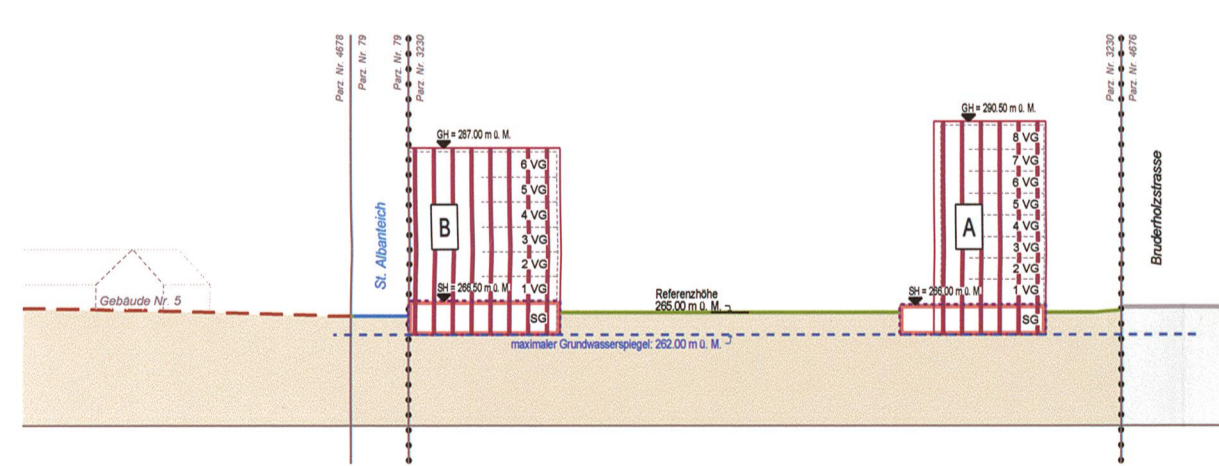 Parz. Nr. 4678
Parz. Nr. 79
Parz. Nr. 79
Parz. Nr. 3230
Parz. Nr. 3230
Parz. Nr. 4676
GH = 287.00 m ü. M.
GH = 290.50 m ü. M.
6 VG
5 VG
4 VG
3 VG
2 VG
1 VG
SG
B
SH = 266.50 m ü. M.
8 VG
7 VG
6 VG
5 VG
4 VG
3 VG
2 VG
1 VG
SG
A
SH = 266.00 m ü. M.
St. Albanteich
Bruderholzstrasse
Gebäude Nr. 5
Referenzhöhe
265.00 m ü. M.
maximaler Grundwasserspiegel: 262.00 m ü. M.